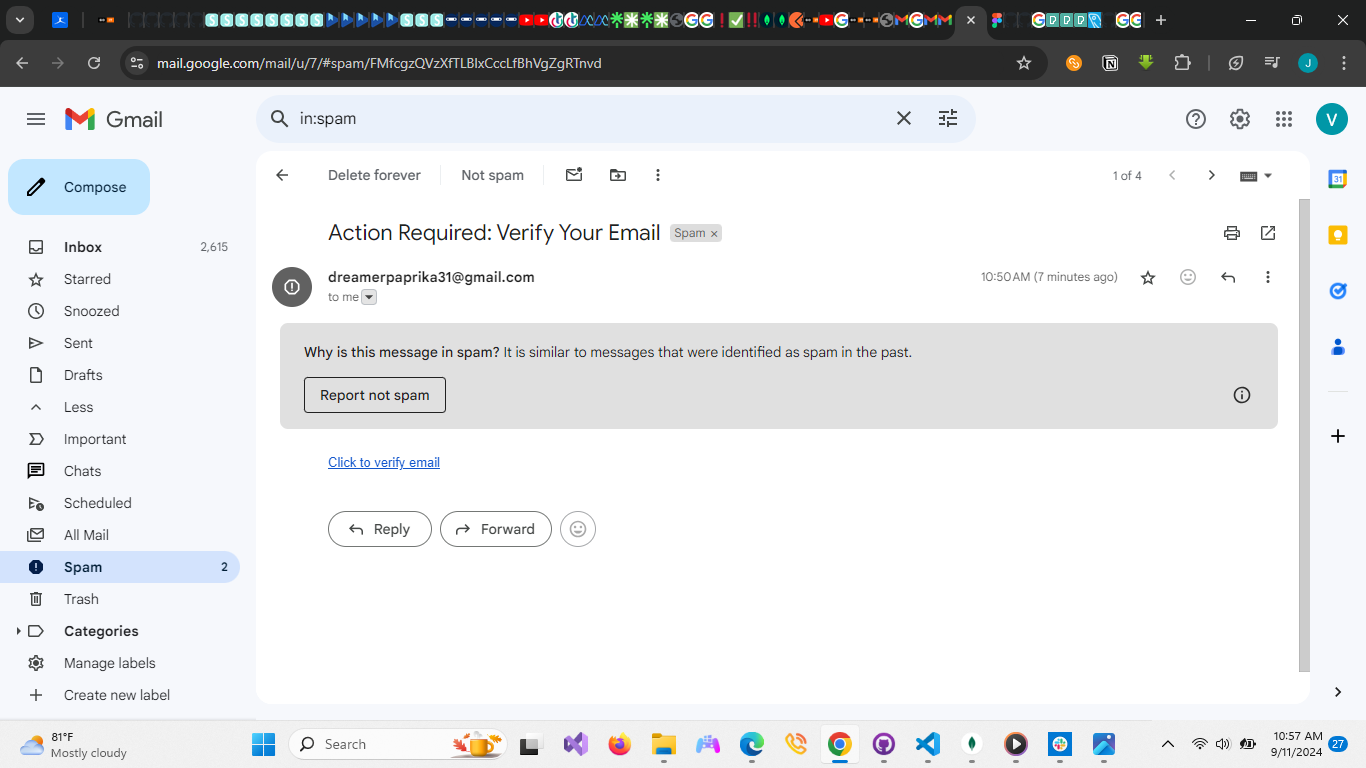 mail.google.com/mail/u/7/#spam/FMfcgzQVzXfTLBlxCccLfBhVgZgRTnvd
J
Gmail
in:spam
V
Compose
Delete forever
Not spam
1 of 4
31
Action Required: Verify Your Email
Spam ×
Inbox 2,615
Starred
Snoozed
Sent
Drafts
Less
Important
Chats
Scheduled
All Mail
Spam 2
Trash
Categories
Manage labels
Create new label
dreamerpaprika31@gmail.com
10:50 AM (7 minutes ago)
to me
Why is this message in spam? It is similar to messages that were identified as spam in the past.
Report not spam
Click to verify email
Reply
Forward
81°F
Mostly cloudy
Search
10:57 AM
9/11/2024
27